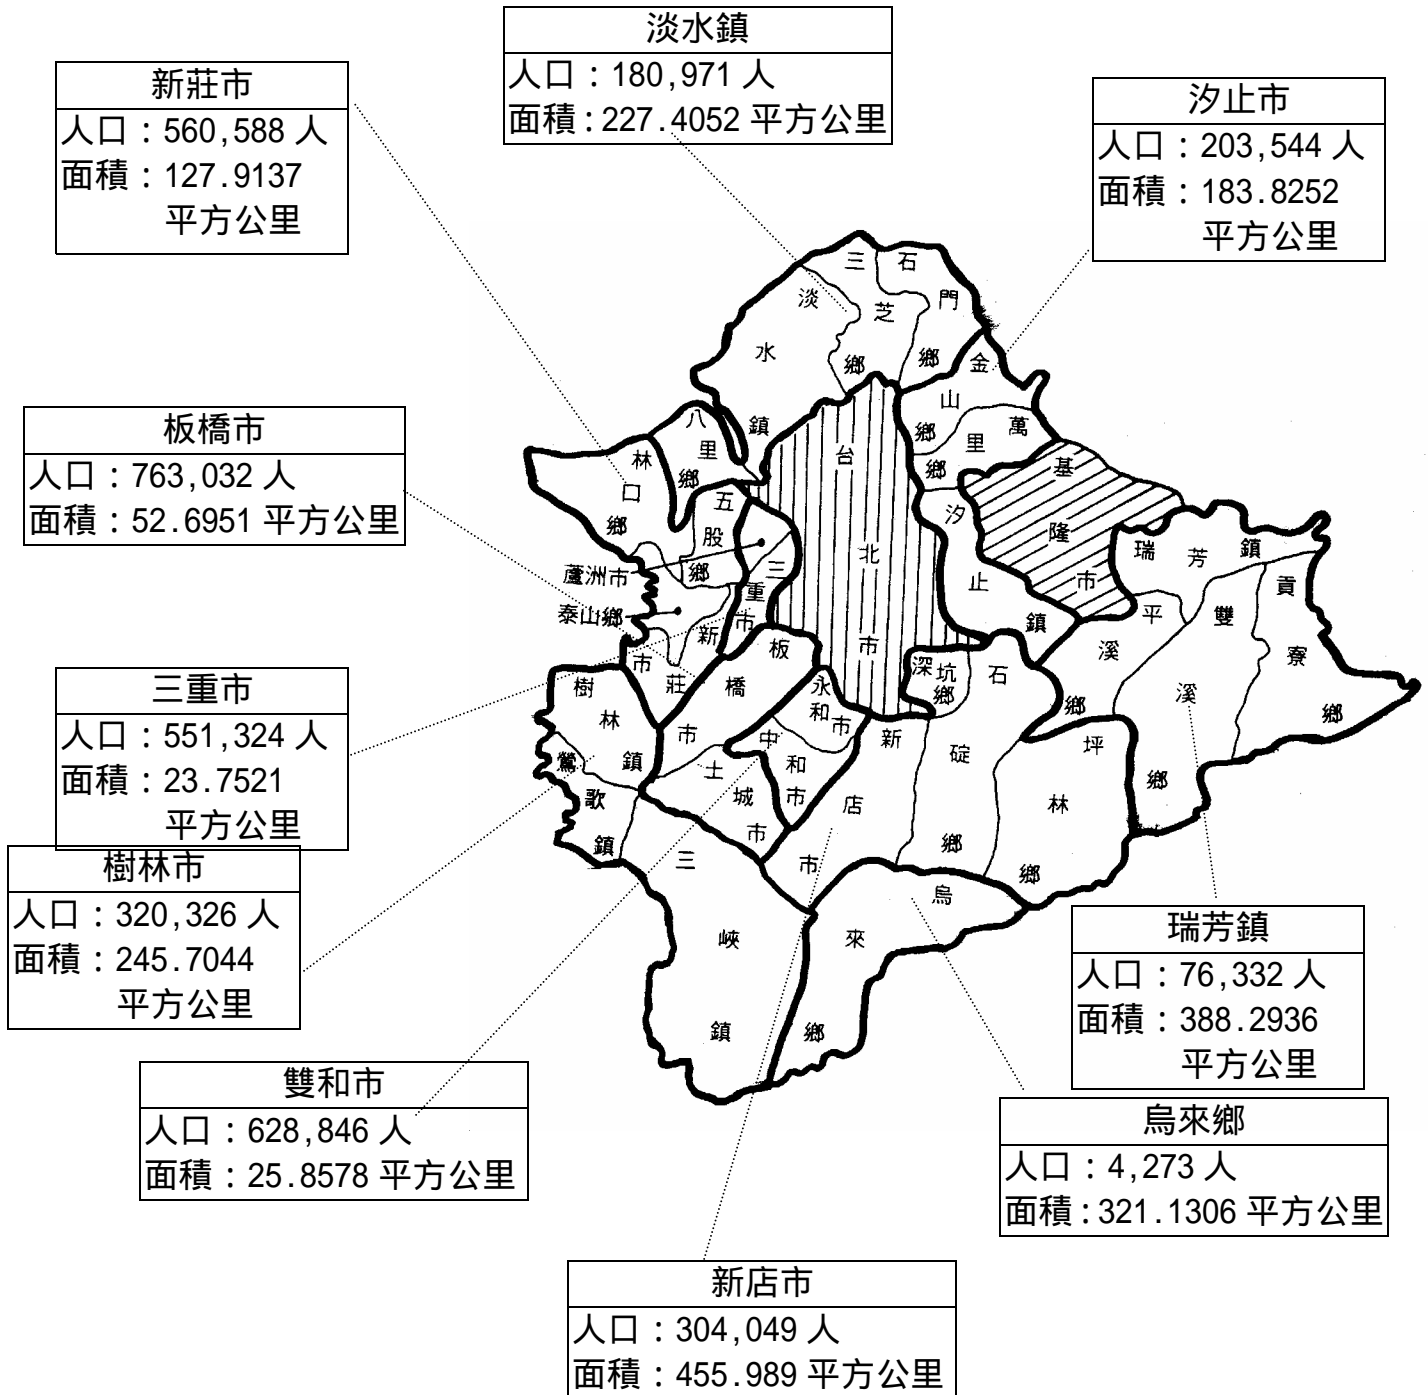 淡水鎮
人口：180,971 人
面積：227.4052 平方公里
新莊市
人口：560,588 人
面積：127.9137
平方公里
汐止市
人口：203,544 人
面積：183.8252
平方公里
板橋市
人口：763,032 人
面積：52.6951 平方公里
三重市
人口：551,324 人
面積：23.7521
平方公里
樹林市
人口：320,326 人
面積：245.7044
平方公里
雙和市
人口：628,846 人
面積：25.8578 平方公里
新店市
人口：304,049 人
面積：455.989 平方公里
瑞芳鎮
人口：76,332 人
面積：388.2936
平方公里
烏來鄉
人口：4,273 人
面積：321.1306 平方公里
淡水鎮
三芝鄉
石門鄉
金山鄉
萬里鄉
八里鄉
林口鄉
五股鄉
蘆洲市
泰山鄉
三重市
新莊市
台北市
基隆市
汐止鎮
瑞芳鎮
平溪鄉
雙溪鄉
貢寮鄉
深坑鄉
石碇鄉
坪林鄉
板橋市
永和市
中和市
土城市
樹林鎮
鶯歌鎮
三峽鎮
新店市
烏來鄉